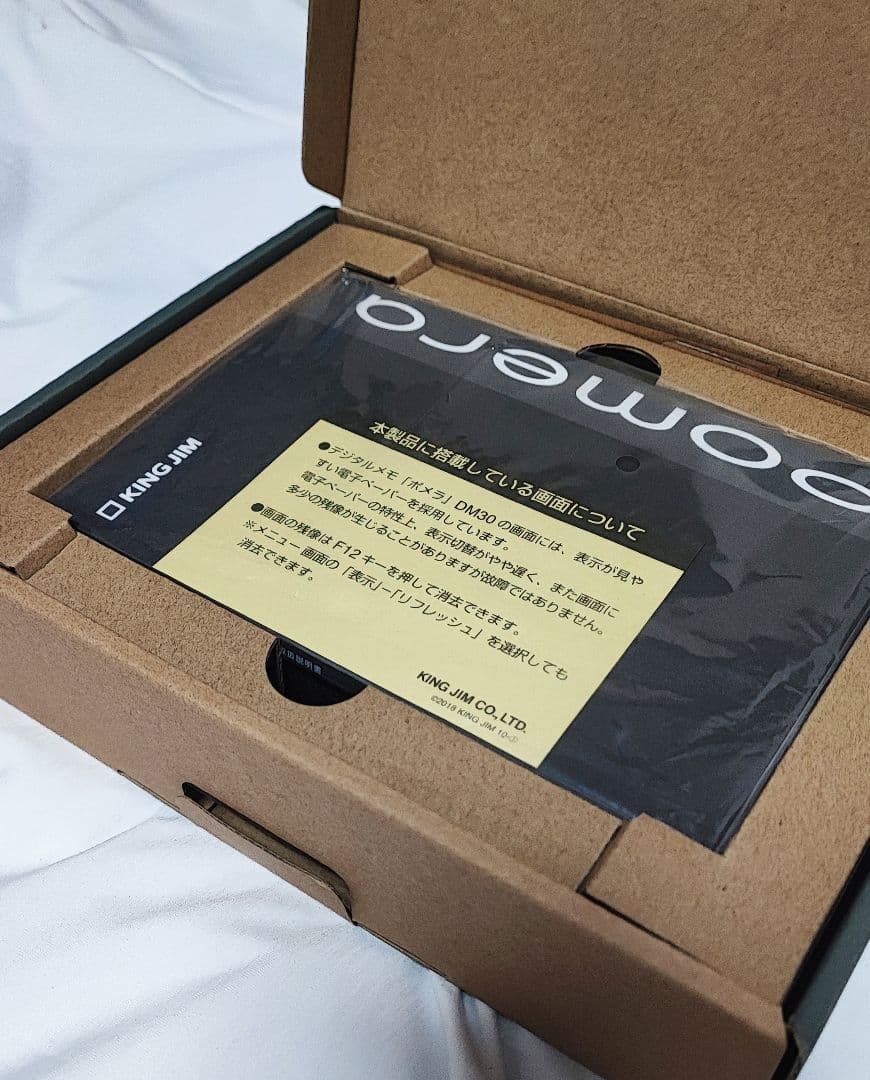 pomera
KING JIM
本製品に搭載している画面について
●デジタルメモ「ポメラ」DM30の画面には、表示が見や
すい電子ペーパーを採用しています。
電子ペーパーの特性上、表示切替がやや遅く、また画面に
多少の残像が生じることがありますが故障ではありません。
●画面の残像はF12キーを押して消去できます。
※メニュー画面の「表示」–「リフレッシュ」を選択しても
消去できます。
KING JIM CO., LTD.
©2018 KING JIM 10-①
取扱説明書